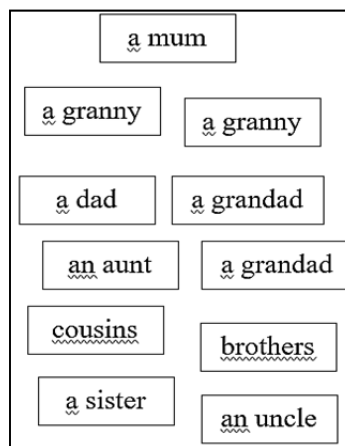 a mum
a granny
a granny
a dad
a grandad
an aunt
a grandad
cousins
brothers
a sister
an uncle